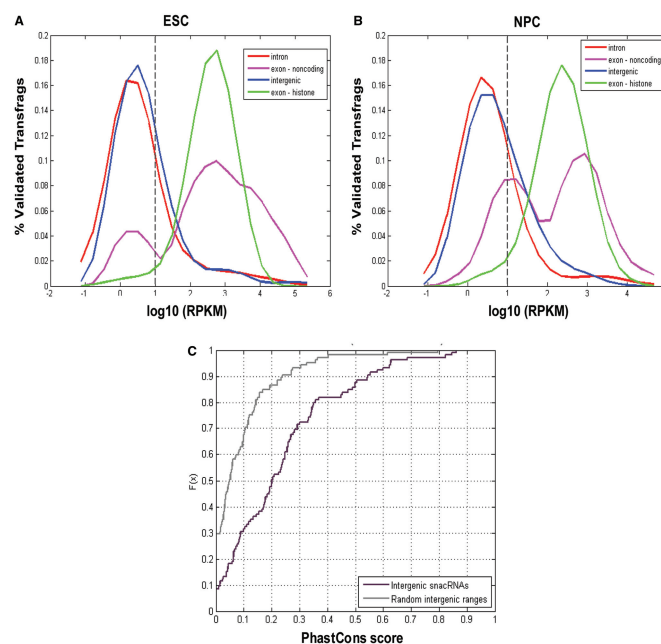 A
ESC
% Validated Transfrags
0.2
0.18
0.16
0.14
0.12
0.1
0.08
0.06
0.04
0.02
0
-2
0
2
4
6
log10 (RPKM)
intron
exon - noncoding
intergenic
exon - histone
B
NPC
% Validated Transfrags
0.2
0.18
0.16
0.14
0.12
0.1
0.08
0.06
0.04
0.02
0
-2
-1
0
1
2
3
4
5
log10 (RPKM)
intron
exon - noncoding
intergenic
exon - histone
C
F(x)
1
0.9
0.8
0.7
0.6
0.5
0.4
0.3
0.2
0.1
0
0
0.1
0.2
0.3
0.4
0.5
0.6
0.7
0.8
0.9
1
Intergenic snacRNAs
Random intergenic ranges
PhastCons score